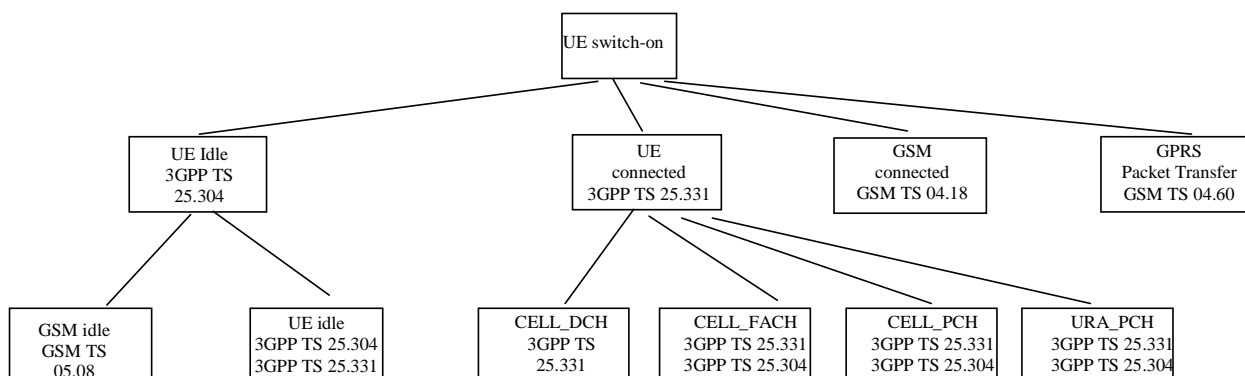 UE switch-on
UE Idle
3GPP TS
25.304
UE
connected
3GPP TS 25.331
GSM
connected
GSM TS 04.18
GPRS
Packet Transfer
GSM TS 04.60
GSM idle
GSM TS
05.08
UE idle
3GPP TS 25.304
3GPP TS 25.331
CELL_DCH
3GPP TS
25.331
CELL_FACH
3GPP TS 25.331
3GPP TS 25.304
CELL_PCH
3GPP TS 25.331
3GPP TS 25.304
URA_PCH
3GPP TS 25.331
3GPP TS 25.304